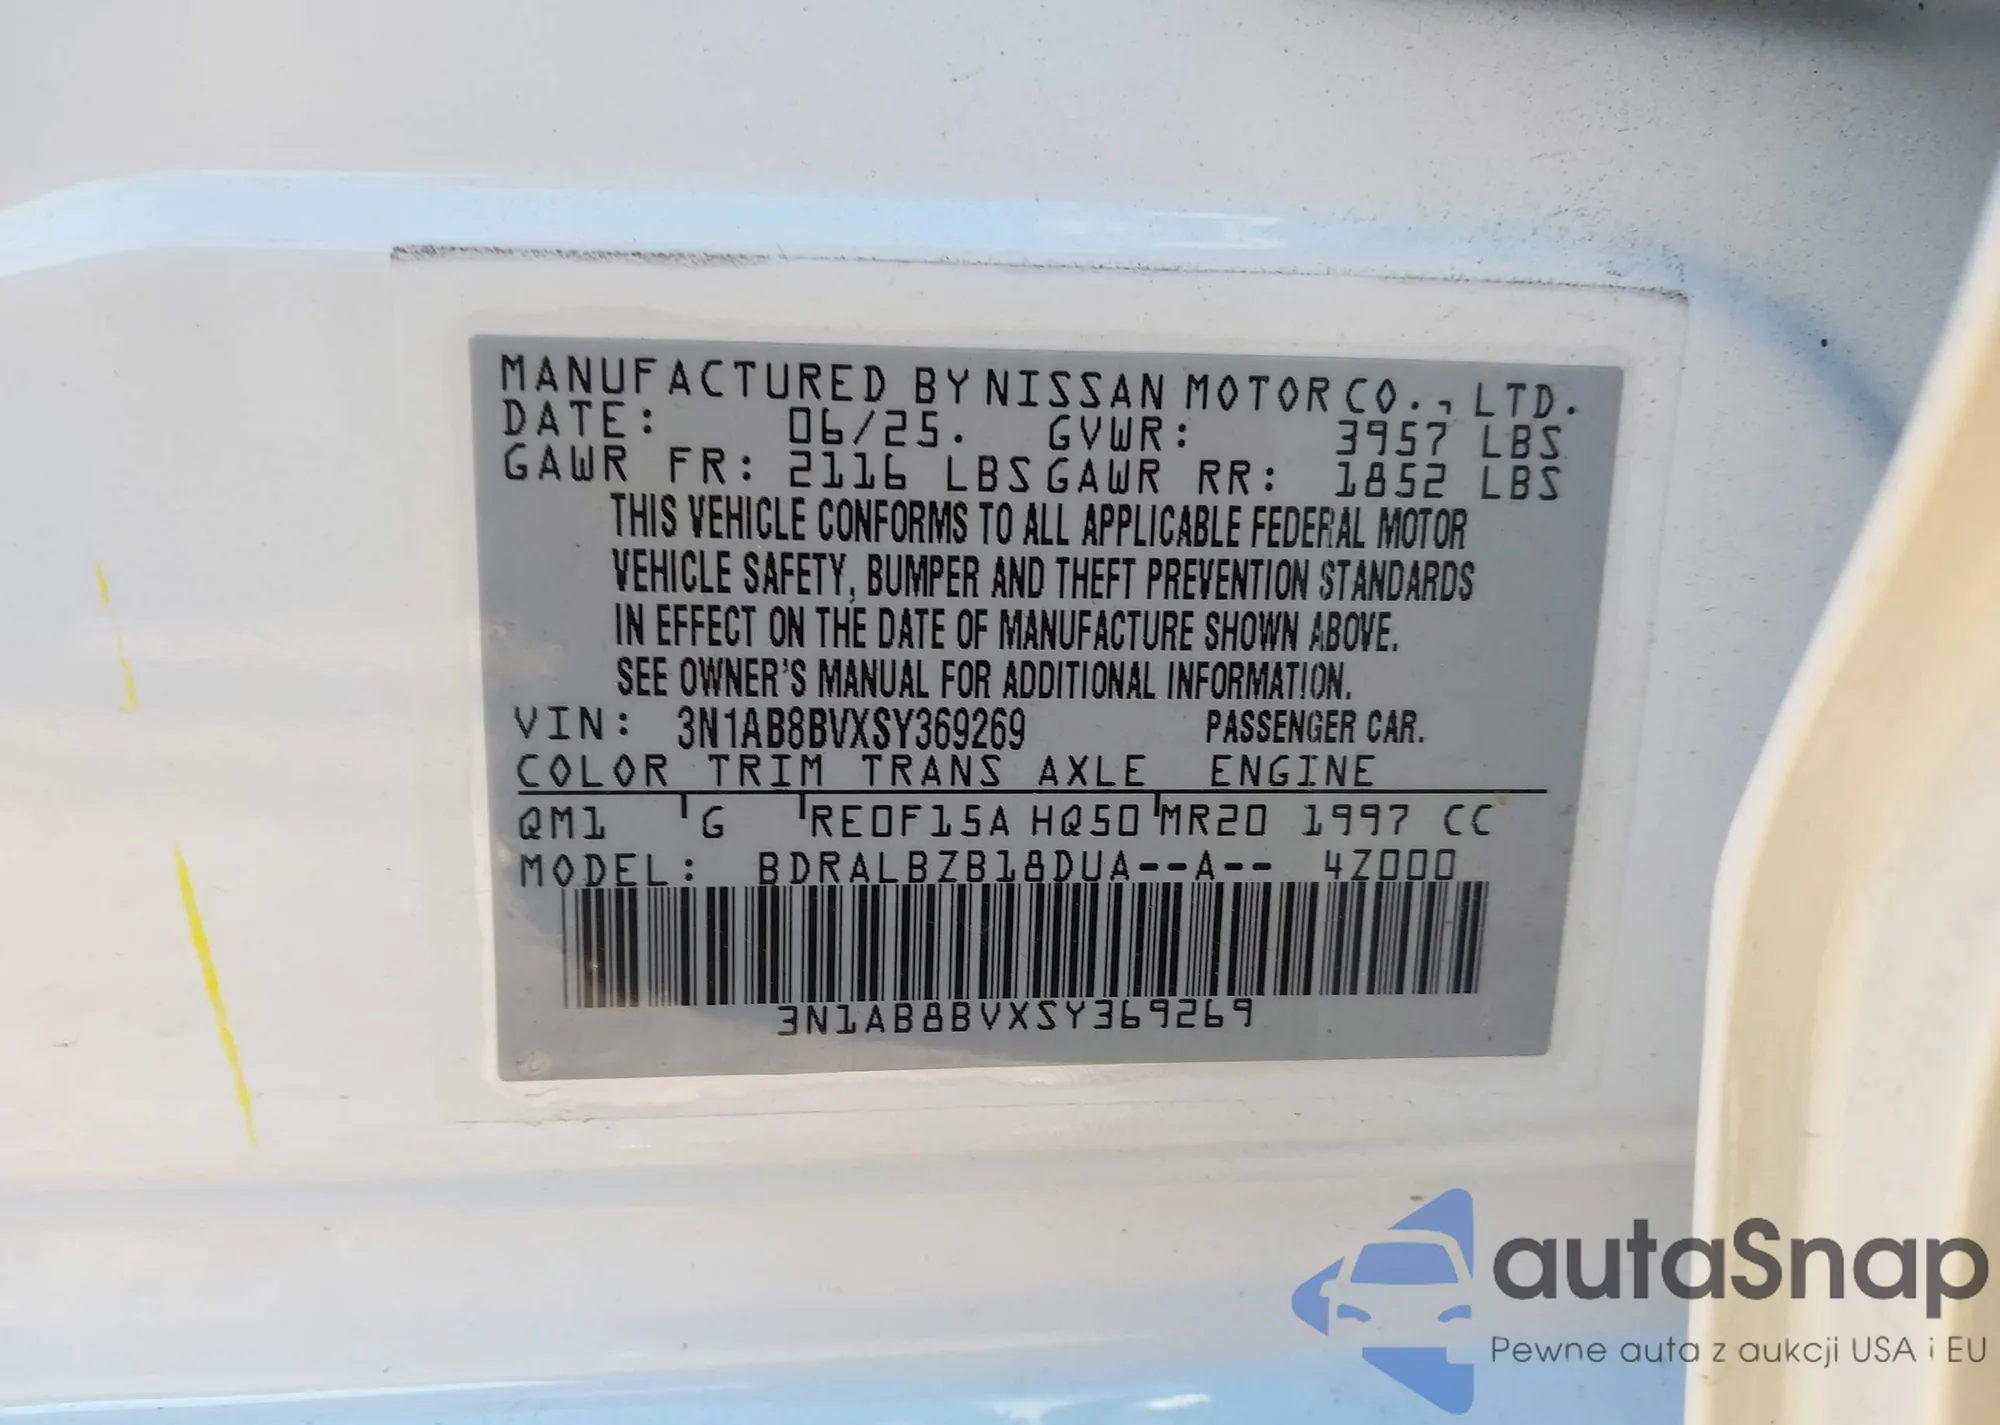 MANUFACTURED BY NISSAN MOTOR CO., LTD.
DATE: 06/25. GVWR: 3957 LBS
GAWR FR: 2116 LBS GAWR RR: 1852 LBS
THIS VEHICLE CONFORMS TO ALL APPLICABLE FEDERAL MOTOR
VEHICLE SAFETY, BUMPER AND THEFT PREVENTION STANDARDS
IN EFFECT ON THE DATE OF MANUFACTURE SHOWN ABOVE.
SEE OWNER'S MANUAL FOR ADDITIONAL INFORMATION.
VIN: 3N1AB8BVXSY369269 PASSENGER CAR.
COLOR TRIM TRANS AXLE ENGINE
QM1 G RE0F15A HQ50 MR20 1997 CC
MODEL: BDRALBZB18DUA--A-- 4Z000
3N1AB8BVXSY369269
autaSnap
Pewne auta z aukcji USA i EU